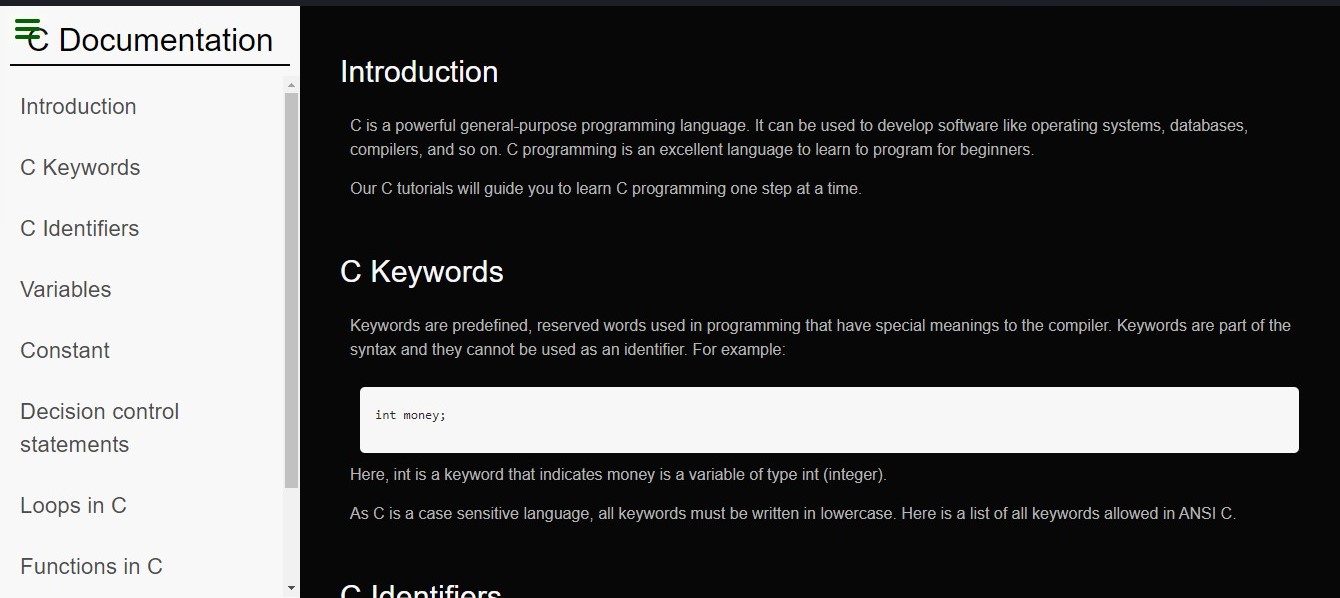 C Documentation
Introduction
C Keywords
C Identifiers
Variables
Constant
Decision control
statements
Loops in C
Functions in C
Introduction
C is a powerful general-purpose programming language. It can be used to develop software like operating systems, databases,
compilers, and so on. C programming is an excellent language to learn to program for beginners.
Our C tutorials will guide you to learn C programming one step at a time.
C Keywords
Keywords are predefined, reserved words used in programming that have special meanings to the compiler. Keywords are part of the
syntax and they cannot be used as an identifier. For example:
int money;
Here, int is a keyword that indicates money is a variable of type int (integer).
As C is a case sensitive language, all keywords must be written in lowercase. Here is a list of all keywords allowed in ANSI C.
C Identifiers